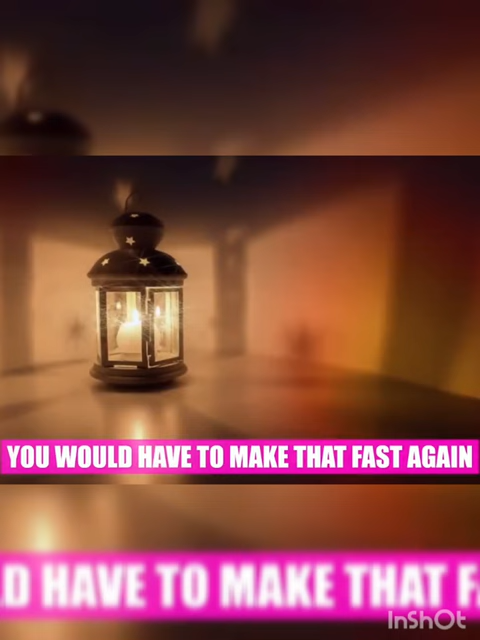 YOU WOULD HAVE TO MAKE THAT FAST AGAIN
D HAVE TO MAKE THAT F
InShOt